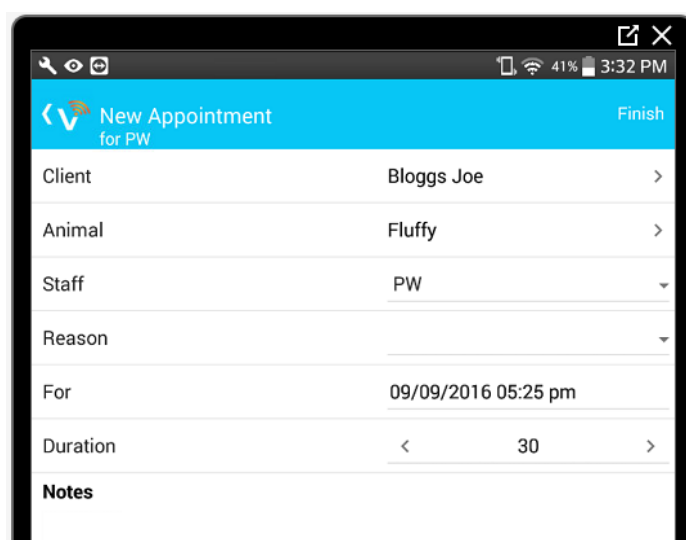 41% 3:32 PM
New Appointment Finish
for PW
Client Bloggs Joe
Animal Fluffy
Staff PW
Reason
For 09/09/2016 05:25 pm
Duration 30
Notes